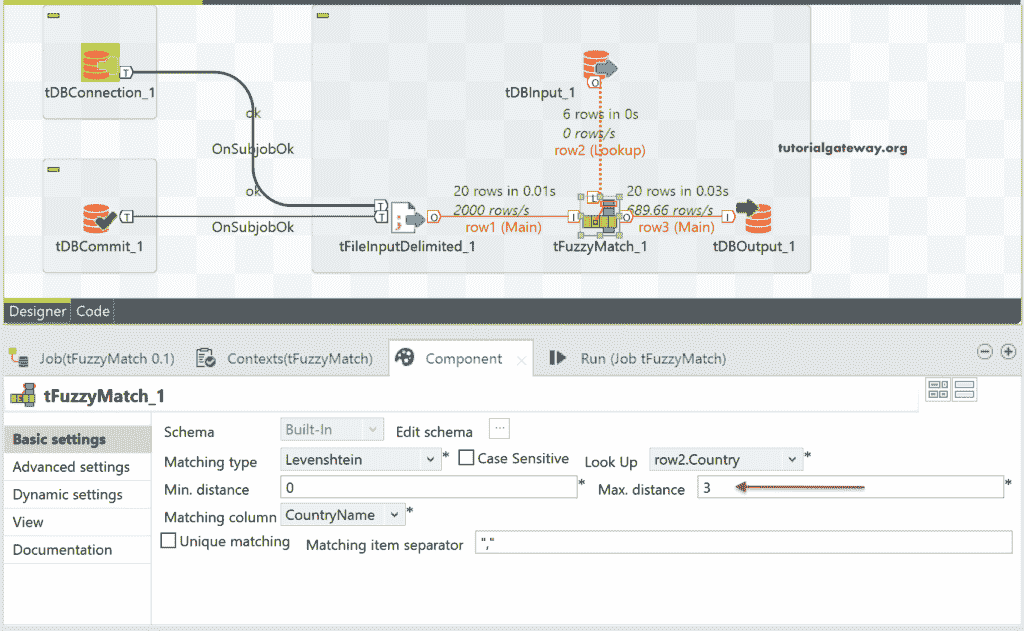 tDBConnection_1
tDBInput_1
ok
6 rows in 0s
0 rows/s
OnSubjobOk
row2 (Lookup)
tutorialgateway.org
ok
20 rows in 0.01s
20 rows in 0.03s
2000 rows/s
689.66 rows/s
OnSubjobOk
row1 (Main)
row3 (Main)
tDBCommit_1
tFileInputDelimited_1
tFuzzyMatch_1
tDBOutput_1
Designer Code
Job(tFuzzyMatch 0.1) Contexts(tFuzzyMatch) Component Run (Job tFuzzyMatch)
tFuzzyMatch_1
Basic settings
Advanced settings
Dynamic settings
View
Documentation
Schema Built-In Edit schema ...
Matching type Levenshtein * Case Sensitive Look Up row2.Country *
Min. distance 0 * Max. distance 3 *
Matching column CountryName *
Unique matching Matching item separator ","